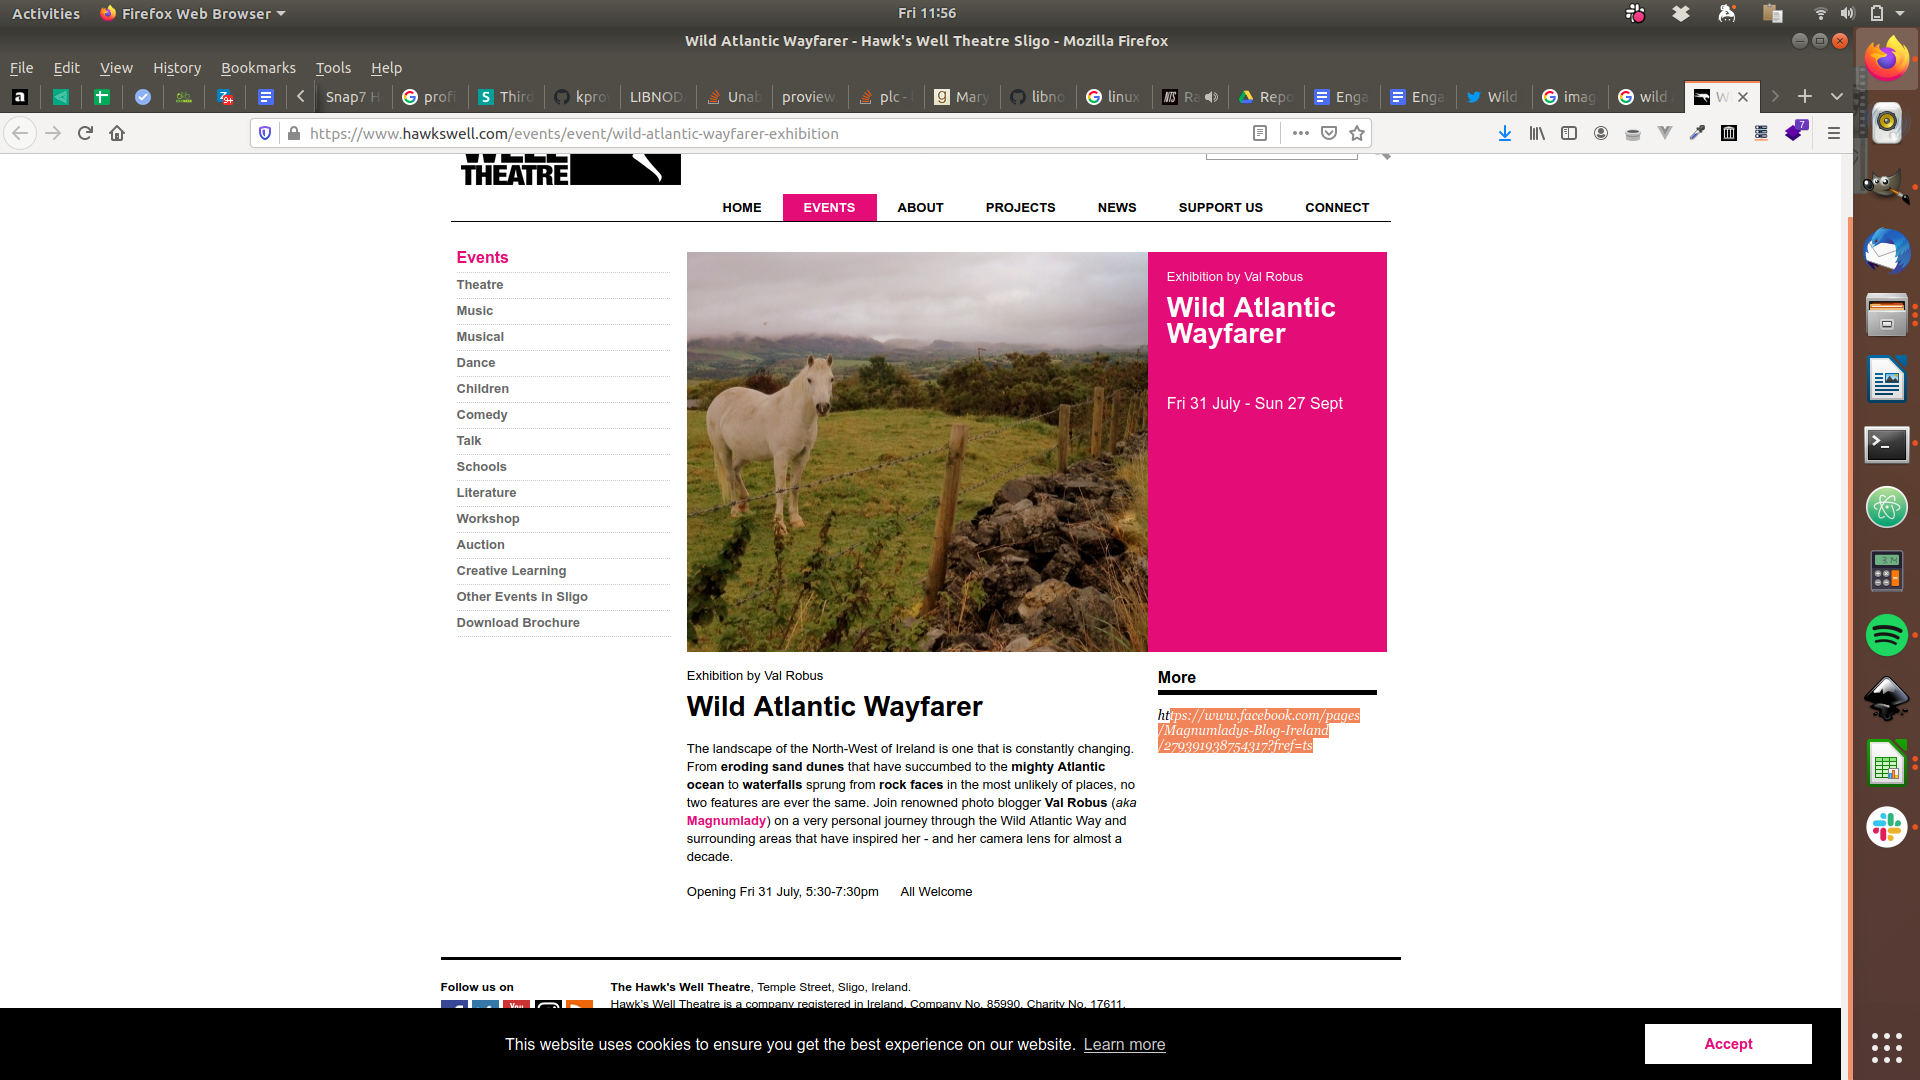 Activities
Firefox Web Browser
Fri 11:56
Wild Atlantic Wayfarer - Hawk's Well Theatre Sligo - Mozilla Firefox
File Edit View History Bookmarks Tools Help
Snap7 H
profi
Third
kpro
LIBNOD
Unab
proview
plc -
Mary
libno
linux
Ra
Repo
Enga
Enga
Wild
imag
wild
W
https://www.hawkswell.com/events/event/wild-atlantic-wayfarer-exhibition
7
WELL
THEATRE
HOME
EVENTS
ABOUT
PROJECTS
NEWS
SUPPORT US
CONNECT
Events
Theatre
Music
Musical
Dance
Children
Comedy
Talk
Schools
Literature
Workshop
Auction
Creative Learning
Other Events in Sligo
Download Brochure
Exhibition by Val Robus
Wild Atlantic
Wayfarer
Fri 31 July - Sun 27 Sept
Exhibition by Val Robus
Wild Atlantic Wayfarer
The landscape of the North-West of Ireland is one that is constantly changing.
From eroding sand dunes that have succumbed to the mighty Atlantic
ocean to waterfalls sprung from rock faces in the most unlikely of places, no
two features are ever the same. Join renowned photo blogger Val Robus (aka
Magnumlady) on a very personal journey through the Wild Atlantic Way and
surrounding areas that have inspired her - and her camera lens for almost a
decade.
Opening Fri 31 July, 5:30-7:30pm All Welcome
More
https://www.facebook.com/pages
/Magnumladys-Blog-Ireland
/279391938754317?fref=ts
Follow us on
The Hawk's Well Theatre, Temple Street, Sligo, Ireland.
Hawk's Well Theatre is a company registered in Ireland. Company No. 85990. Charity No. 17611.
This website uses cookies to ensure you get the best experience on our website. Learn more
Accept